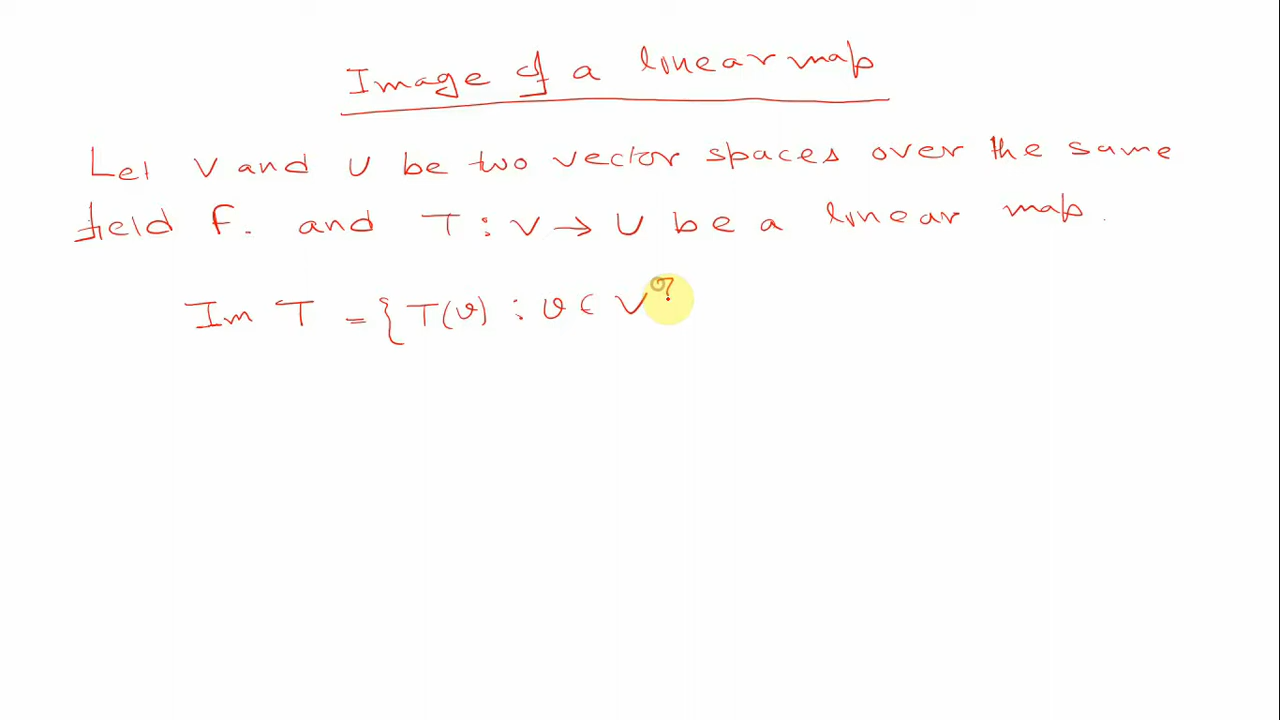 Image of a linear map
Let V and U be two vector spaces over the same
field F. and T : V → U be a linear map.
Im T = { T(v) : v ∈ V